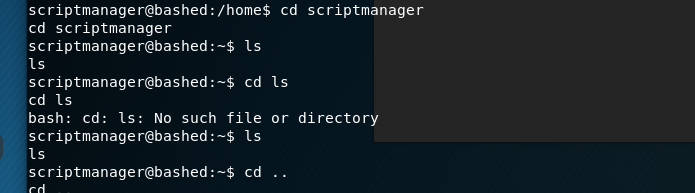 scriptmanager@bashed:/home$ cd scriptmanager
cd scriptmanager
scriptmanager@bashed:~$ ls
ls
scriptmanager@bashed:~$ cd ls
cd ls
bash: cd: ls: No such file or directory
scriptmanager@bashed:~$ ls
ls
scriptmanager@bashed:~$ cd ..
cd